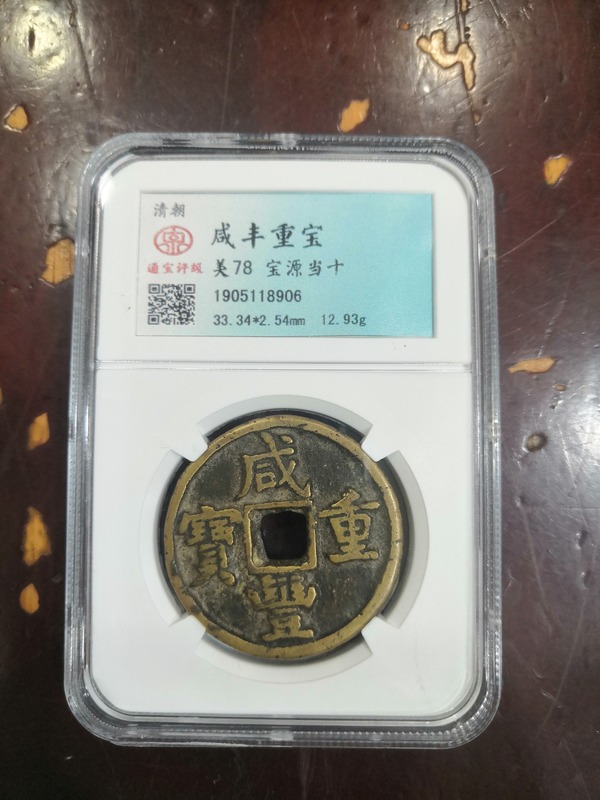 清朝
咸丰重宝
通宝评级
美78 宝源当十
1905118906
33.34*2.54mm 12.93g
咸
寶 重
豐